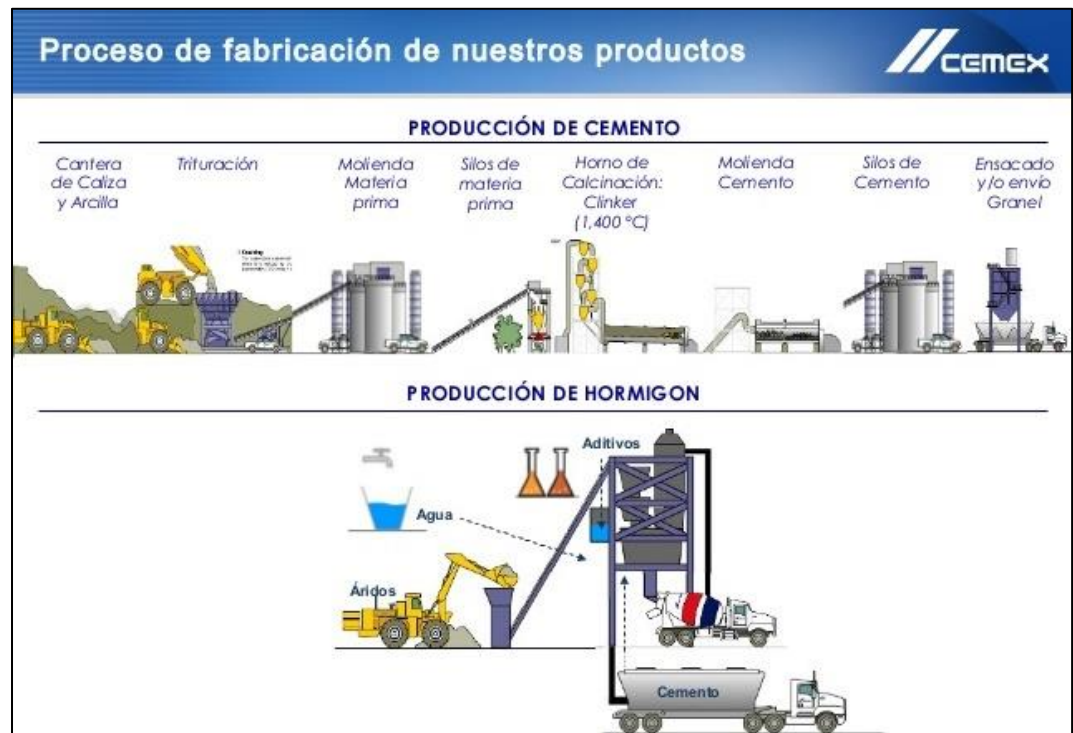 Proceso de fabricación de nuestros productos
CEMEX
PRODUCCIÓN DE CEMENTO
Cantera
de Caliza
y Arcilla
Trituración
Molienda
Materia
prima
Silos de
materia
prima
Horno de
Calcinación:
Clinker
(1,400 °C)
Molienda
Cemento
Silos de
Cemento
Ensacado
y/o envío
Granel
PRODUCCIÓN DE HORMIGON
Aditivos
Agua
Áridos
Cemento